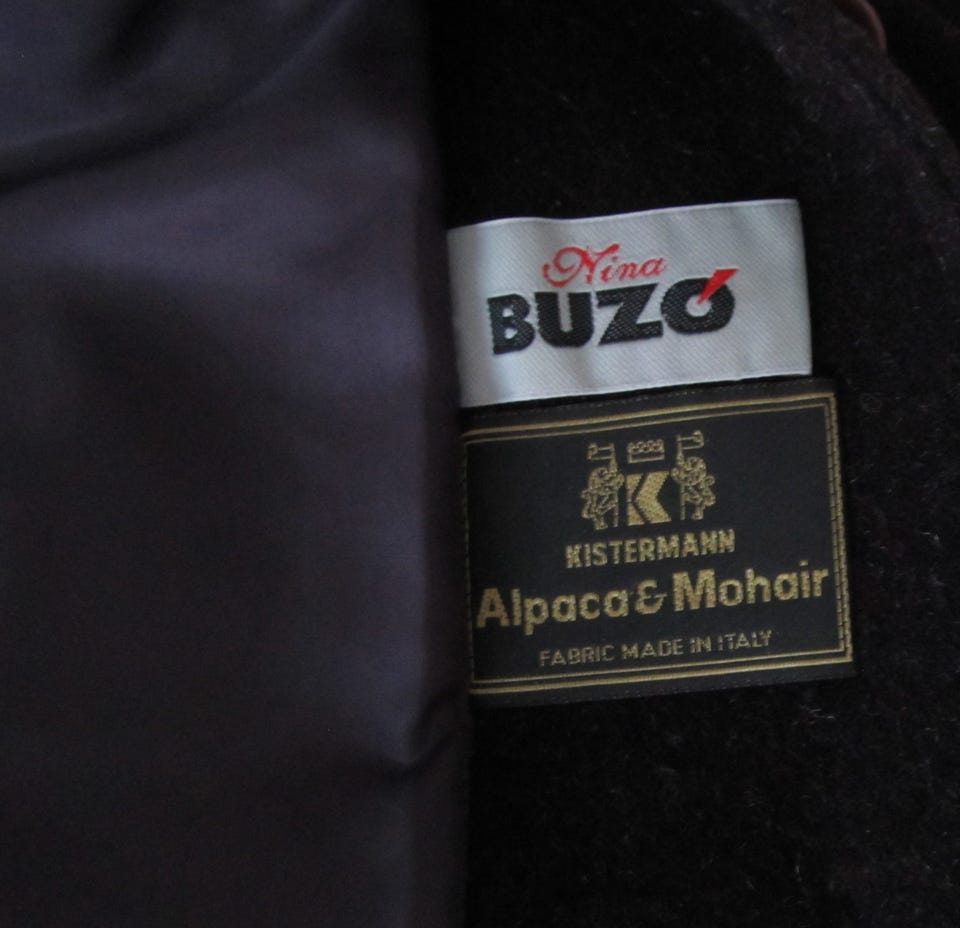 Nina
BUZÓ
K
KISTERMANN
Alpaca & Mohair
FABRIC MADE IN ITALY